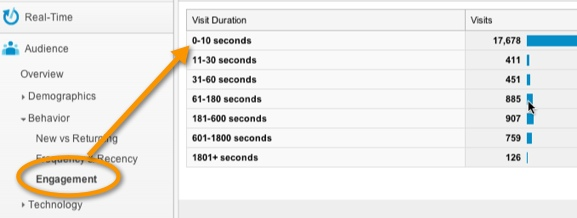 Real-Time
Audience
Overview
Demographics
Behavior
New vs Returning
Frequency & Recency
Engagement
Technology
Visit Duration Visits
0-10 seconds 17,678
11-30 seconds 411
31-60 seconds 451
61-180 seconds 885
181-600 seconds 907
601-1800 seconds 759
1801+ seconds 126